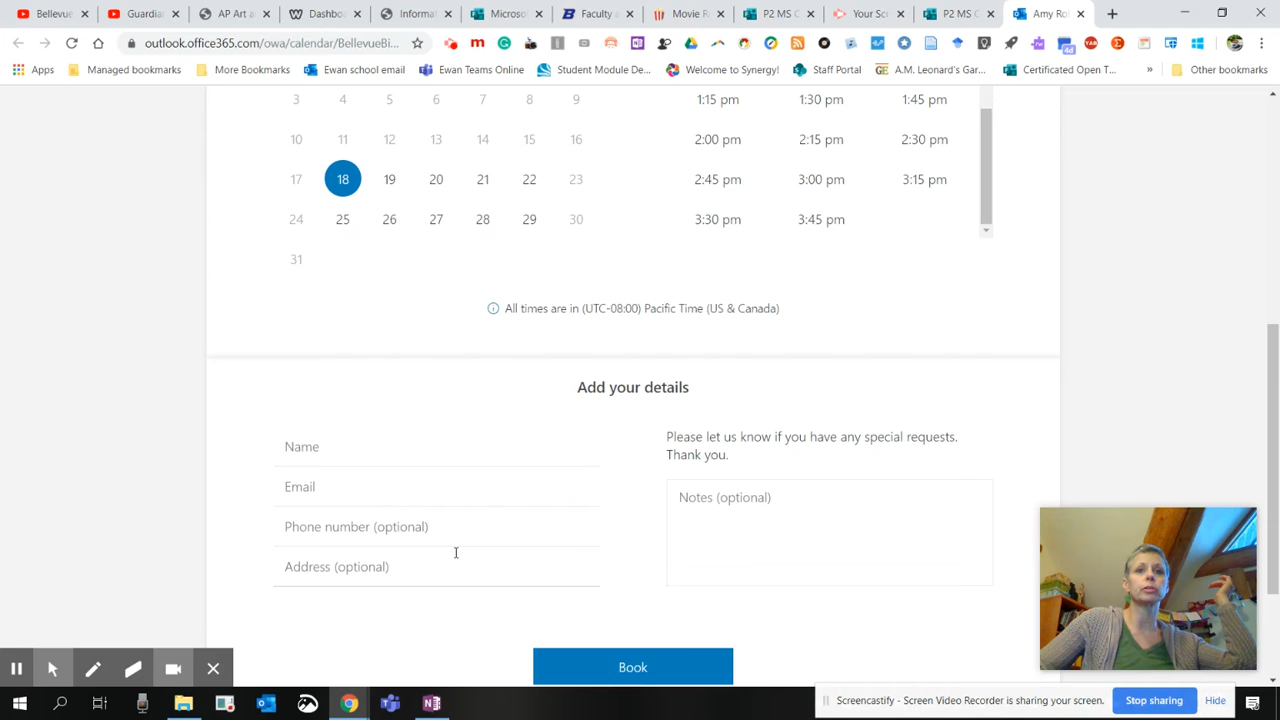 Bellevue
Guardian
AP Art a
Dashbo
Informat
Microsof
Faculty a
Movie R
P2 MS C
Your Sc
P2 MS C
Amy Ro
outlook.office365.com/owa/calendar/BellevueBi...
Apps
Managed bookmarks
More Bookmarks
Ewan school email
Ewan Teams Online
Student Module De...
Welcome to Synergy!
Staff Portal
A.M. Leonard's Gar...
Certificated Open T...
»
Other bookmarks
3 4 5 6 7 8 9
10 11 12 13 14 15 16
17 18 19 20 21 22 23
24 25 26 27 28 29 30
31
1:15 pm 1:30 pm 1:45 pm
2:00 pm 2:15 pm 2:30 pm
2:45 pm 3:00 pm 3:15 pm
3:30 pm 3:45 pm
All times are in (UTC-08:00) Pacific Time (US & Canada)
Add your details
Name
Email
Phone number (optional)
Address (optional)
Please let us know if you have any special requests.
Thank you.
Notes (optional)
Book
Screencastify - Screen Video Recorder is sharing your screen.
Stop sharing
Hide